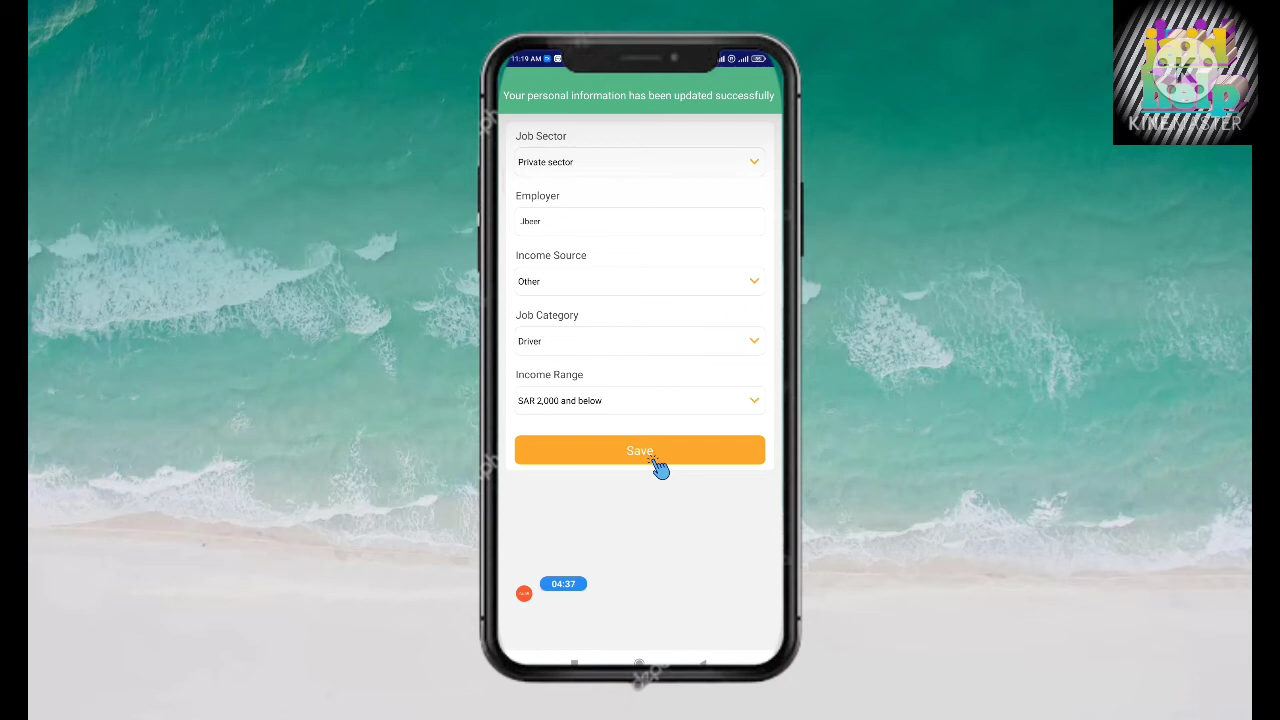 11:19 AM
Your personal information has been updated successfully
Job Sector
Private sector
Employer
Jbeer
Income Source
Other
Job Category
Driver
Income Range
SAR 2,000 and below
Save
04:37
KINEMASTER